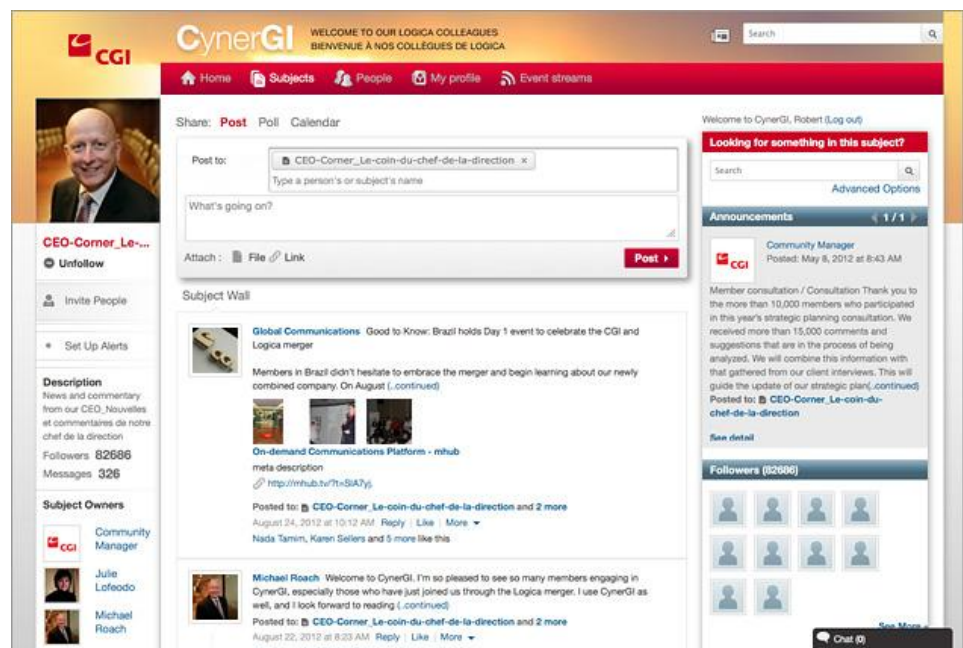 CGI
CynerGI
WELCOME TO OUR LOGICA COLLEAGUES
BIENVENUE À NOS COLLÈGUES DE LOGICA
Search
Home
Subjects
People
My profile
Event streams
CEO-Corner_Le-...
Unfollow
Invite People
Set Up Alerts
Description
News and commentary
from our CEO_Nouvelles
et commentaires de notre
chef de la direction
Followers 82686
Messages 326
Subject Owners
CGI
Community
Manager
Julie
Lofeodo
Michael
Roach
Share: Post Poll Calendar
Post to:
CEO-Corner_Le-coin-du-chef-de-la-direction ×
Type a person's or subject's name
What's going on?
Attach : File Link
Post
Subject Wall
Global Communications Good to Know: Brazil holds Day 1 event to celebrate the CGI and
Logica merger
Members in Brazil didn't hesitate to embrace the merger and begin learning about our newly
combined company. On August (..continued)
On-demand Communications Platform - mhub
meta description
http://mhub.tv/?t=SIA7yj.
Posted to: CEO-Corner_Le-coin-du-chef-de-la-direction and 2 more
August 24, 2012 at 10:12 AM Reply | Like | More
Nada Tamim, Karen Sellers and 5 more like this
Michael Roach Welcome to CynerGI. I'm so pleased to see so many members engaging in
CynerGI, especially those who have just joined us through the Logica merger. I use CynerGI as
well, and I look forward to reading (..continued)
Posted to: CEO-Corner_Le-coin-du-chef-de-la-direction and 2 more
August 22, 2012 at 8:23 AM Reply | Like | More
Welcome to CynerGI, Robert (Log out)
Looking for something in this subject?
Search
Advanced Options
Announcements 1 / 1
CGI
Community Manager
Posted: May 8, 2012 at 8:43 AM
Member consultation / Consultation Thank you to
the more than 10,000 members who participated
in this year's strategic planning consultation. We
received more than 15,000 comments and
suggestions that are in the process of being
analyzed. We will combine this information with
that gathered from our client interviews. This will
guide the update of our strategic plan(..continued)
Posted to: CEO-Corner_Le-coin-du-
chef-de-la-direction
See detail
Followers (82686)
See More
Chat (0)